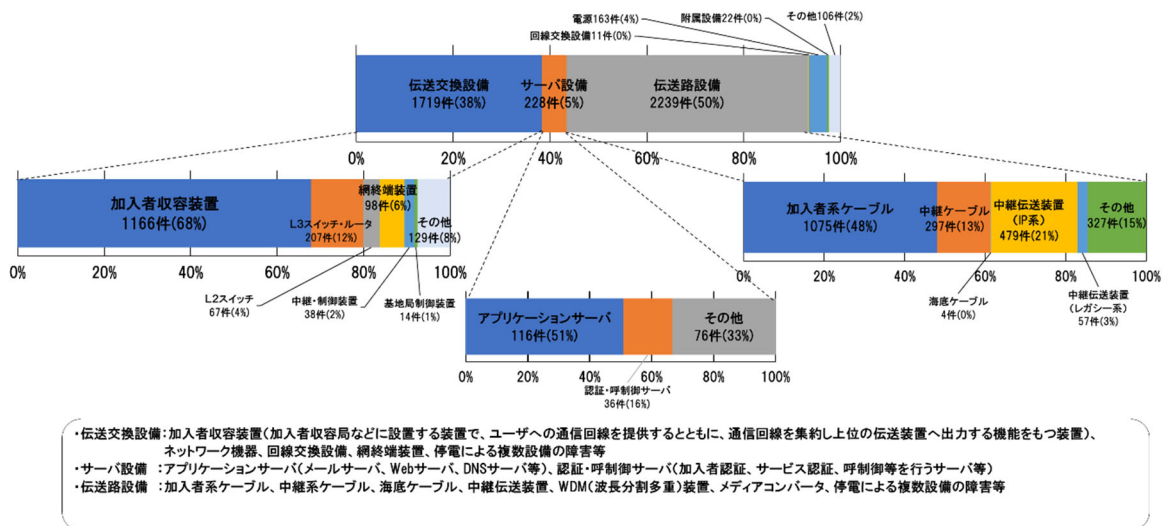 電源163件(4%)
附属設備22件(0%)
その他106件(2%)
回線交換設備11件(0%)
伝送交換設備
1719件(38%)
サーバ設備
228件(5%)
伝送路設備
2239件(50%)
0% 20% 40% 60% 80% 100%
加入者収容装置
1166件(68%)
L3スイッチ・ルータ
207件(12%)
網終端装置
98件(6%)
その他
129件(8%)
0% 20% 40% 60% 80% 100%
L2スイッチ
67件(4%)
中継・制御装置
38件(2%)
基地局制御装置
14件(1%)
アプリケーションサーバ
116件(51%)
その他
76件(33%)
0% 20% 40% 60% 80% 100%
認証・呼制御サーバ
36件(16%)
加入者系ケーブル
1075件(48%)
中継ケーブル
297件(13%)
中継伝送装置
(IP系)
479件(21%)
その他
327件(15%)
0% 20% 40% 60% 80% 100%
海底ケーブル
4件(0%)
中継伝送装置
(レガシー系)
57件(3%)
・伝送交換設備:加入者収容装置(加入者収容局などに設置する装置で、ユーザへの通信回線を提供するとともに、通信回線を集約し上位の伝送装置へ出力する機能をもつ装置)、
ネットワーク機器、回線交換設備、網終端装置、停電による複数設備の障害等
・サーバ設備 :アプリケーションサーバ(メールサーバ、Webサーバ、DNSサーバ等)、認証・呼制御サーバ(加入者認証、サービス認証、呼制御等を行うサーバ等)
・伝送路設備 :加入者系ケーブル、中継系ケーブル、海底ケーブル、中継伝送装置、WDM(波長分割多重)装置、メディアコンバータ、停電による複数設備の障害等